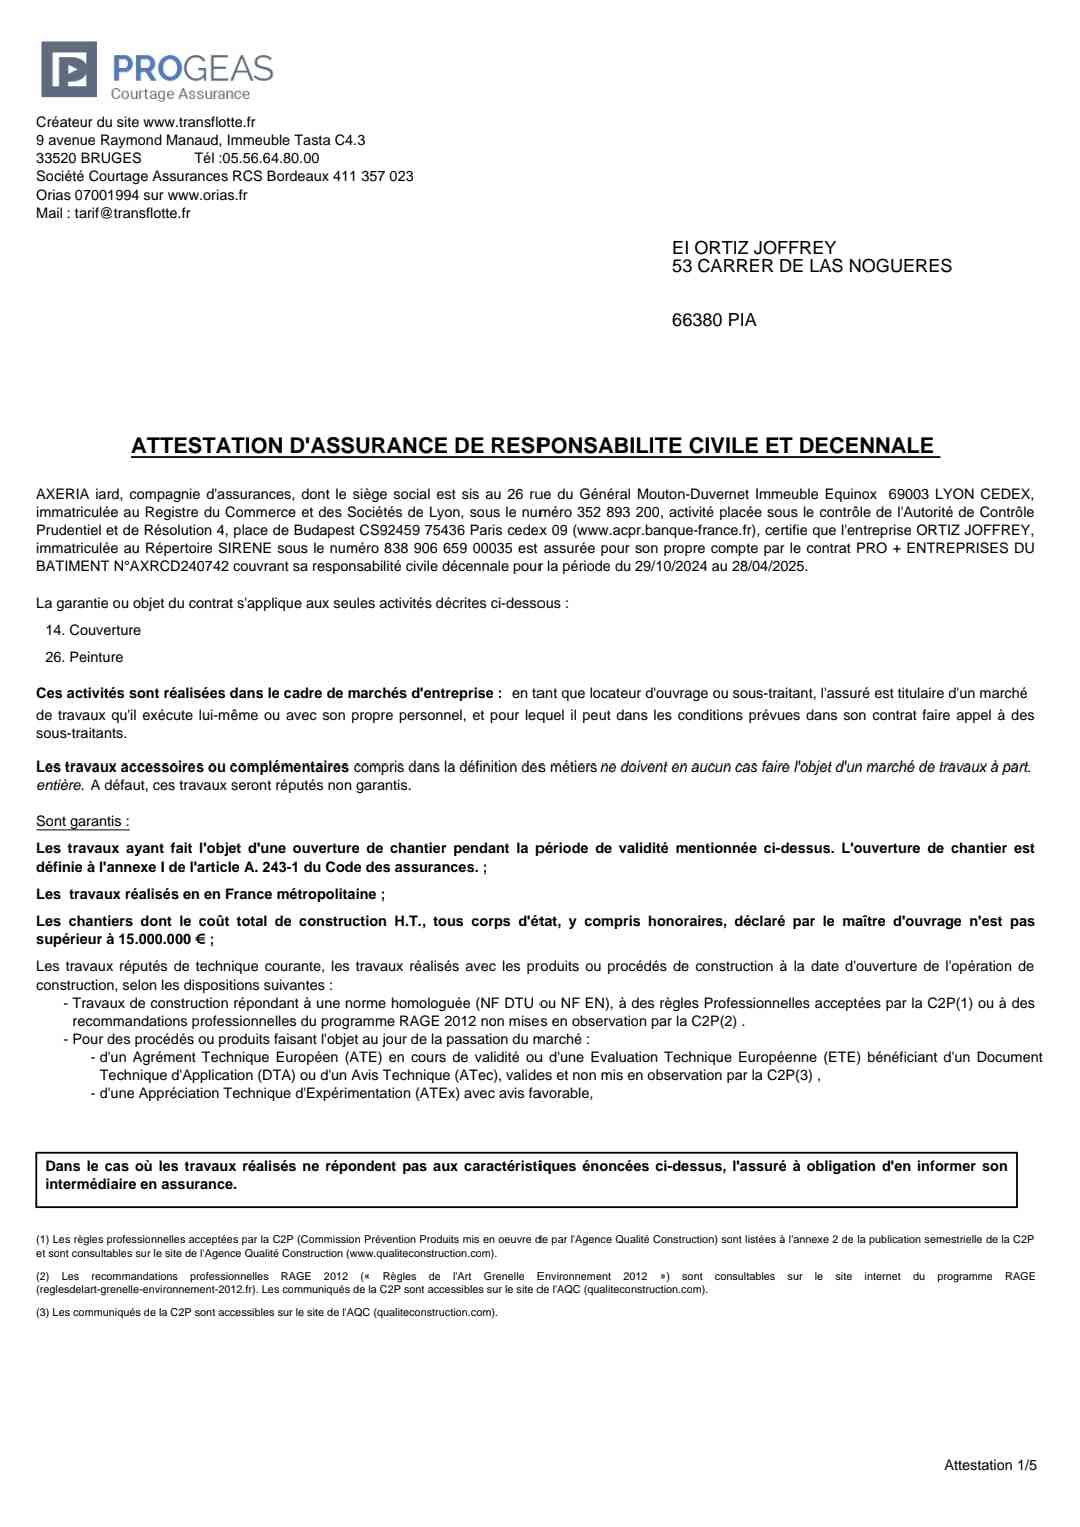 PROGEAS
Courtage Assurance
Créateur du site www.transflotte.fr
9 avenue Raymond Manaud, Immeuble Tasta C4.3
33520 BRUGES Tél :05.56.64.80.00
Société Courtage Assurances RCS Bordeaux 411 357 023
Orias 07001994 sur www.orias.fr
Mail : tarif@transflotte.fr
EI ORTIZ JOFFREY
53 CARRER DE LAS NOGUERES
66380 PIA
ATTESTATION D'ASSURANCE DE RESPONSABILITE CIVILE ET DECENNALE
AXERIA iard, compagnie d'assurances, dont le siège social est sis au 26 rue du Général Mouton-Duvernet Immeuble Equinox 69003 LYON CEDEX,
immatriculée au Registre du Commerce et des Sociétés de Lyon, sous le numéro 352 893 200, activité placée sous le contrôle de l'Autorité de Contrôle
Prudentiel et de Résolution 4, place de Budapest CS92459 75436 Paris cedex 09 (www.acpr.banque-france.fr), certifie que l'entreprise ORTIZ JOFFREY,
immatriculée au Répertoire SIRENE sous le numéro 838 906 659 00035 est assurée pour son propre compte par le contrat PRO + ENTREPRISES DU
BATIMENT N°AXRCD240742 couvrant sa responsabilité civile décennale pour la période du 29/10/2024 au 28/04/2025.
La garantie ou objet du contrat s'applique aux seules activités décrites ci-dessous :
14. Couverture
26. Peinture
Ces activités sont réalisées dans le cadre de marchés d'entreprise : en tant que locateur d'ouvrage ou sous-traitant, l'assuré est titulaire d'un marché
de travaux qu'il exécute lui-même ou avec son propre personnel, et pour lequel il peut dans les conditions prévues dans son contrat faire appel à des
sous-traitants.
Les travaux accessoires ou complémentaires compris dans la définition des métiers ne doivent en aucun cas faire l'objet d'un marché de travaux à part.
entière. A défaut, ces travaux seront réputés non garantis.
Sont garantis :
Les travaux ayant fait l'objet d'une ouverture de chantier pendant la période de validité mentionnée ci-dessus. L'ouverture de chantier est
définie à l'annexe I de l'article A. 243-1 du Code des assurances. ;
Les travaux réalisés en en France métropolitaine ;
Les chantiers dont le coût total de construction H.T., tous corps d'état, y compris honoraires, déclaré par le maître d'ouvrage n'est pas
supérieur à 15.000.000 € ;
Les travaux réputés de technique courante, les travaux réalisés avec les produits ou procédés de construction à la date d'ouverture de l'opération de
construction, selon les dispositions suivantes :
- Travaux de construction répondant à une norme homologuée (NF DTU ou NF EN), à des règles Professionnelles acceptées par la C2P(1) ou à des
recommandations professionnelles du programme RAGE 2012 non mises en observation par la C2P(2) .
- Pour des procédés ou produits faisant l'objet au jour de la passation du marché :
- d'un Agrément Technique Européen (ATE) en cours de validité ou d'une Evaluation Technique Européenne (ETE) bénéficiant d'un Document
Technique d'Application (DTA) ou d'un Avis Technique (ATec), valides et non mis en observation par la C2P(3) ,
- d'une Appréciation Technique d'Expérimentation (ATEx) avec avis favorable,
Dans le cas où les travaux réalisés ne répondent pas aux caractéristiques énoncées ci-dessus, l'assuré à obligation d'en informer son
intermédiaire en assurance.
(1) Les règles professionnelles acceptées par la C2P (Commission Prévention Produits mis en oeuvre de par l'Agence Qualité Construction) sont listées à l'annexe 2 de la publication semestrielle de la C2P
et sont consultables sur le site de l'Agence Qualité Construction (www.qualiteconstruction.com).
(2) Les recommandations professionnelles RAGE 2012 (« Règles de l'Art Grenelle Environnement 2012 ») sont consultables sur le site internet du programme RAGE
(reglesdelart-grenelle-environnement-2012.fr). Les communiqués de la C2P sont accessibles sur le site de l'AQC (qualiteconstruction.com).
(3) Les communiqués de la C2P sont accessibles sur le site de l'AQC (qualiteconstruction.com).
Attestation 1/5